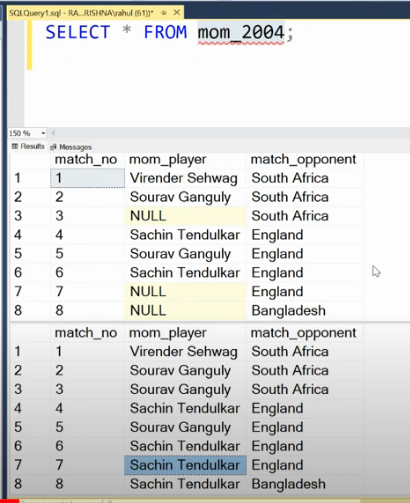 SQLQuery1.sql - RA...RISHNA\rahul (61))*
SELECT * FROM mom_2004;
150 %
Results Messages
match_no mom_player match_opponent
1 1 Virender Sehwag South Africa
2 2 Sourav Ganguly South Africa
3 3 NULL South Africa
4 4 Sachin Tendulkar England
5 5 Sourav Ganguly England
6 6 Sachin Tendulkar England
7 7 NULL England
8 8 NULL Bangladesh
match_no mom_player match_opponent
1 1 Virender Sehwag South Africa
2 2 Sourav Ganguly South Africa
3 3 Sourav Ganguly South Africa
4 4 Sachin Tendulkar England
5 5 Sachin Tendulkar England
6 6 Sachin Tendulkar England
7 7 Sachin Tendulkar England
8 8 Sachin Tendulkar Bangladesh